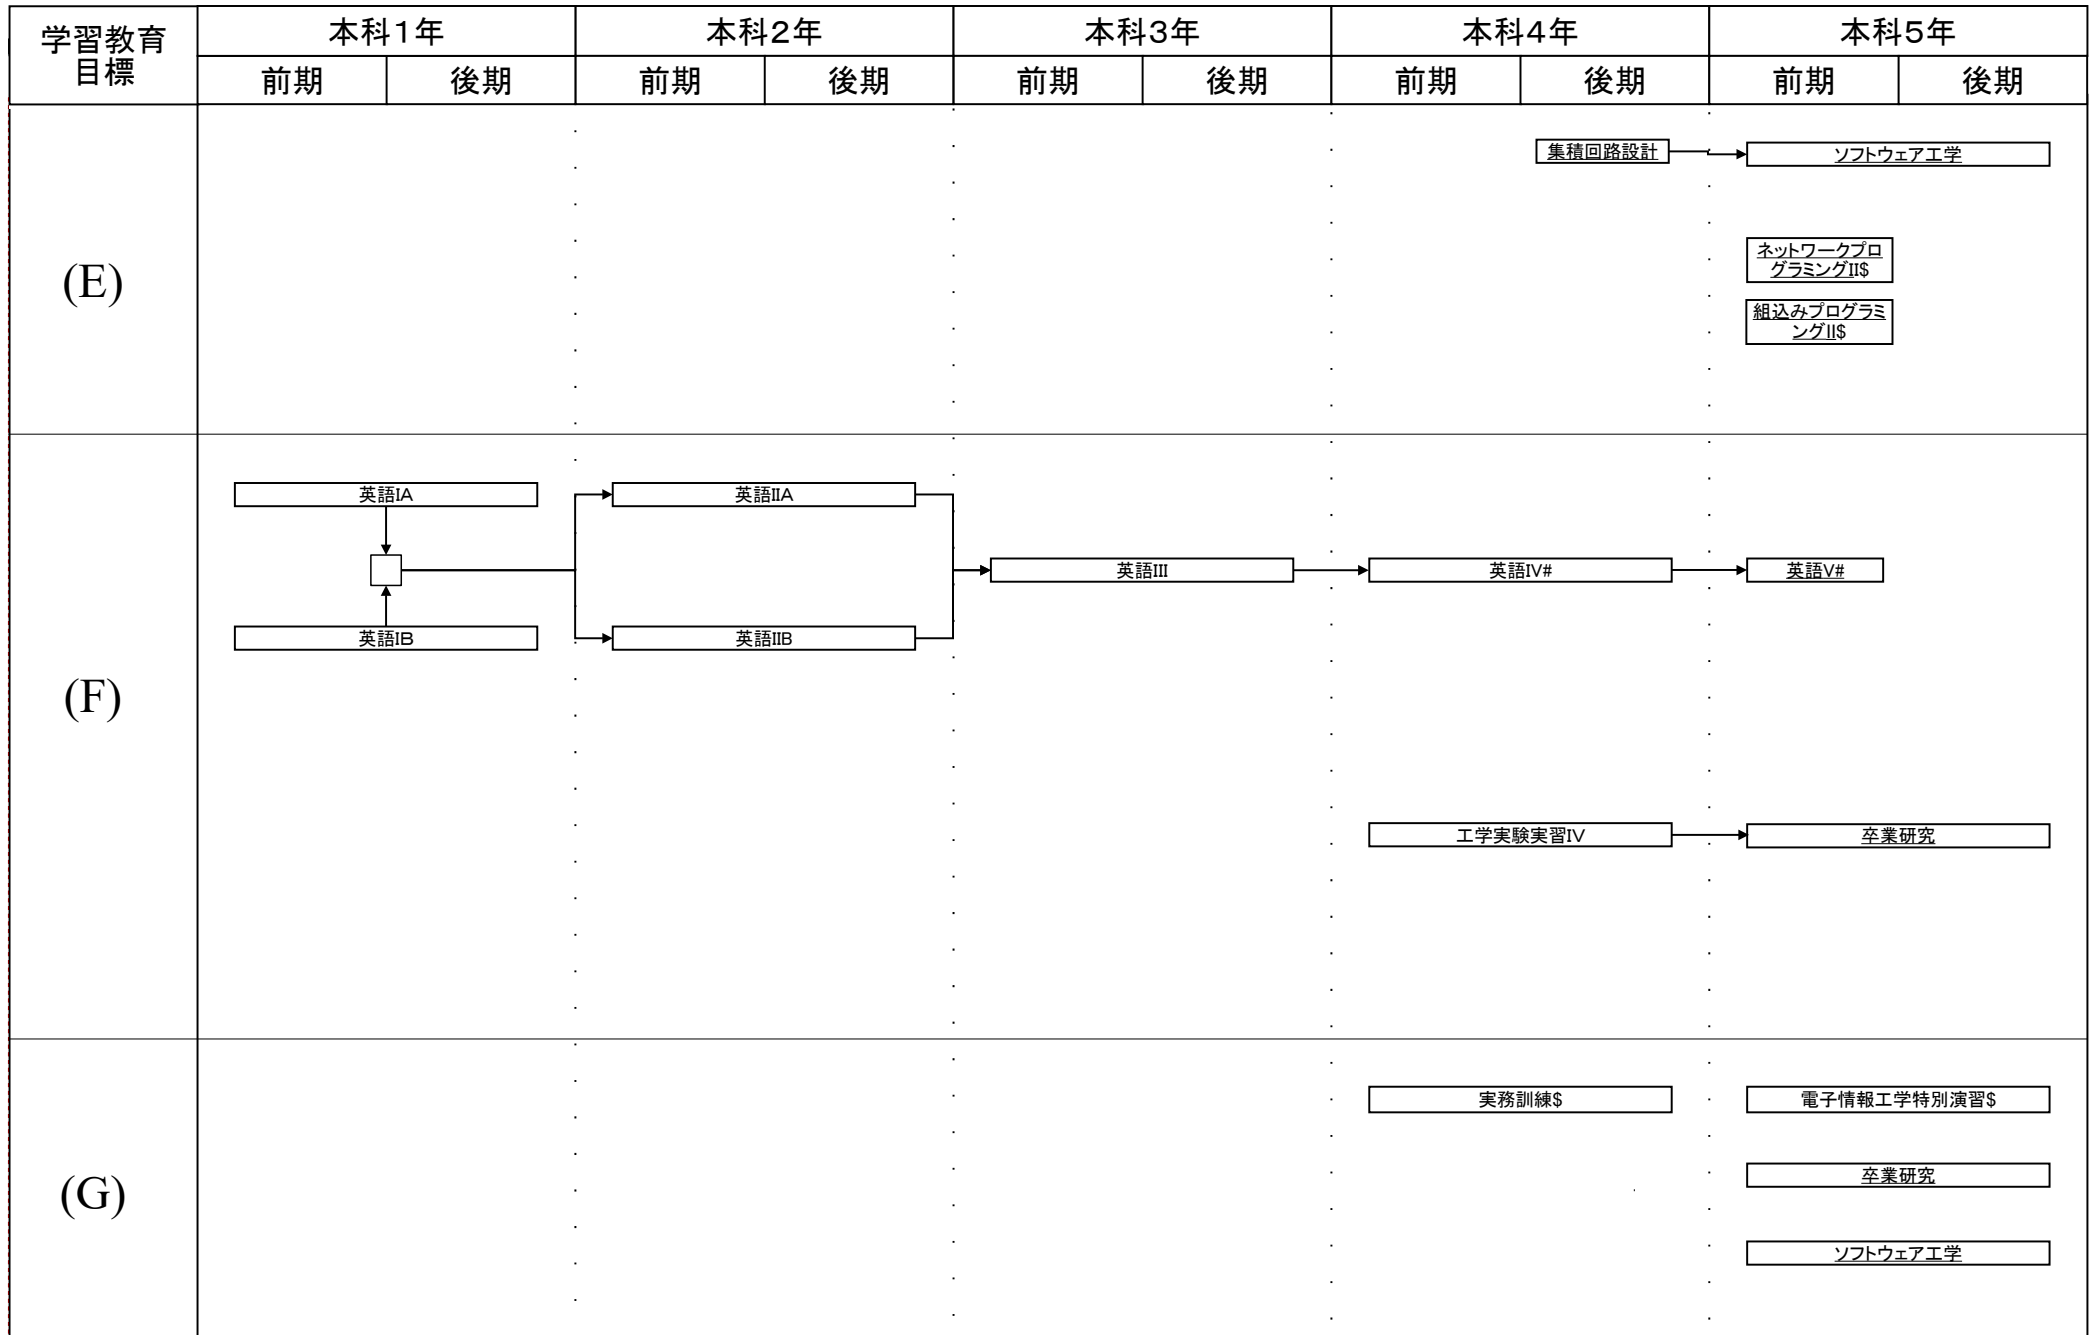 学習教育
目標
本科1年
本科2年
本科3年
本科4年
本科5年
前期
後期
前期
後期
前期
後期
前期
後期
前期
後期
(E)
集積回路設計
ソフトウェア工学
ネットワークプロ
グラミングII$
組込みプログラミ
ングII$
(F)
英語IA
英語IIA
英語III
英語IV#
英語V#
英語IB
英語IIB
工学実験実習IV
卒業研究
(G)
実務訓練$
電子情報工学特別演習$
卒業研究
ソフトウェア工学